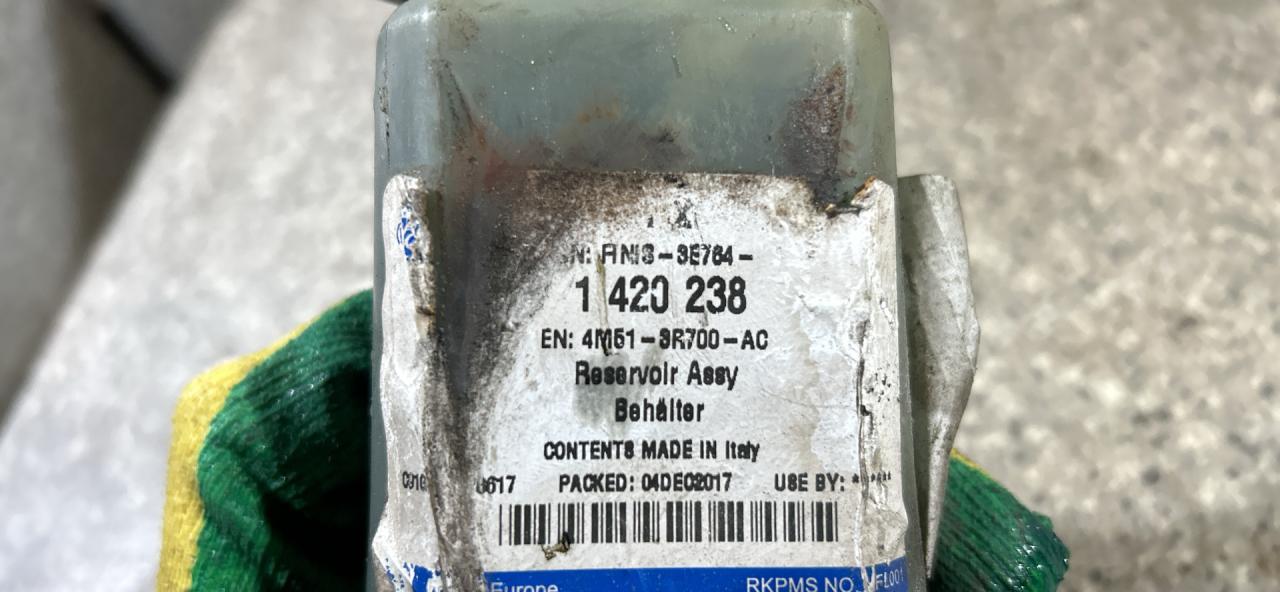 N: FINIS-3E764-
1 420 238
EN: 4M51-3R700-AC
Reservoir Assy
Behälter
CONTENTS MADE IN Italy
0617 PACKED: 04DEC2017 USE BY: *
Europe RKPMS NO.